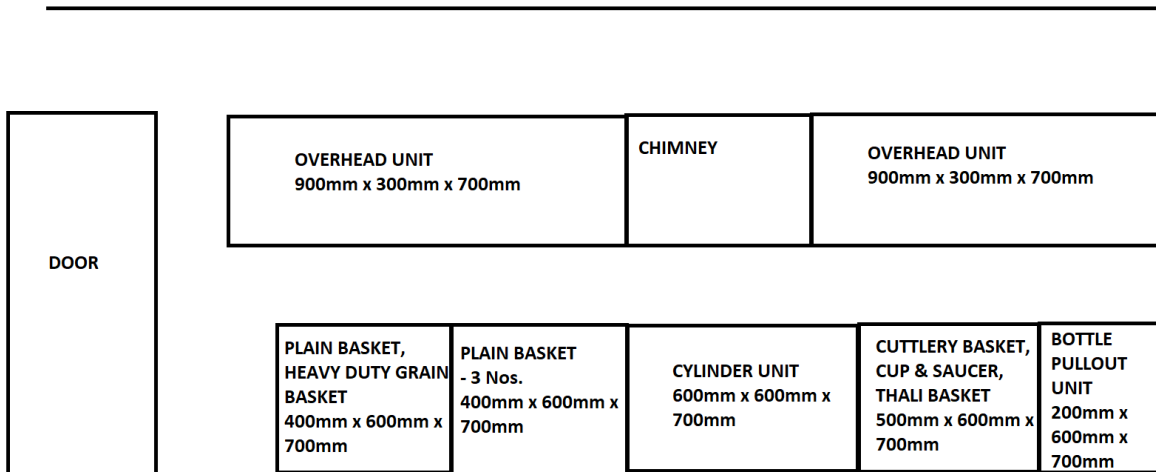 DOOR
OVERHEAD UNIT
900mm x 300mm x 700mm
CHIMNEY
OVERHEAD UNIT
900mm x 300mm x 700mm
PLAIN BASKET,
HEAVY DUTY GRAIN
BASKET
400mm x 600mm x
700mm
PLAIN BASKET
- 3 Nos.
400mm x 600mm x
700mm
CYLINDER UNIT
600mm x 600mm x
700mm
CUTTLERY BASKET,
CUP & SAUCER,
THALI BASKET
500mm x 600mm x
700mm
BOTTLE
PULLOUT
UNIT
200mm x
600mm x
700mm